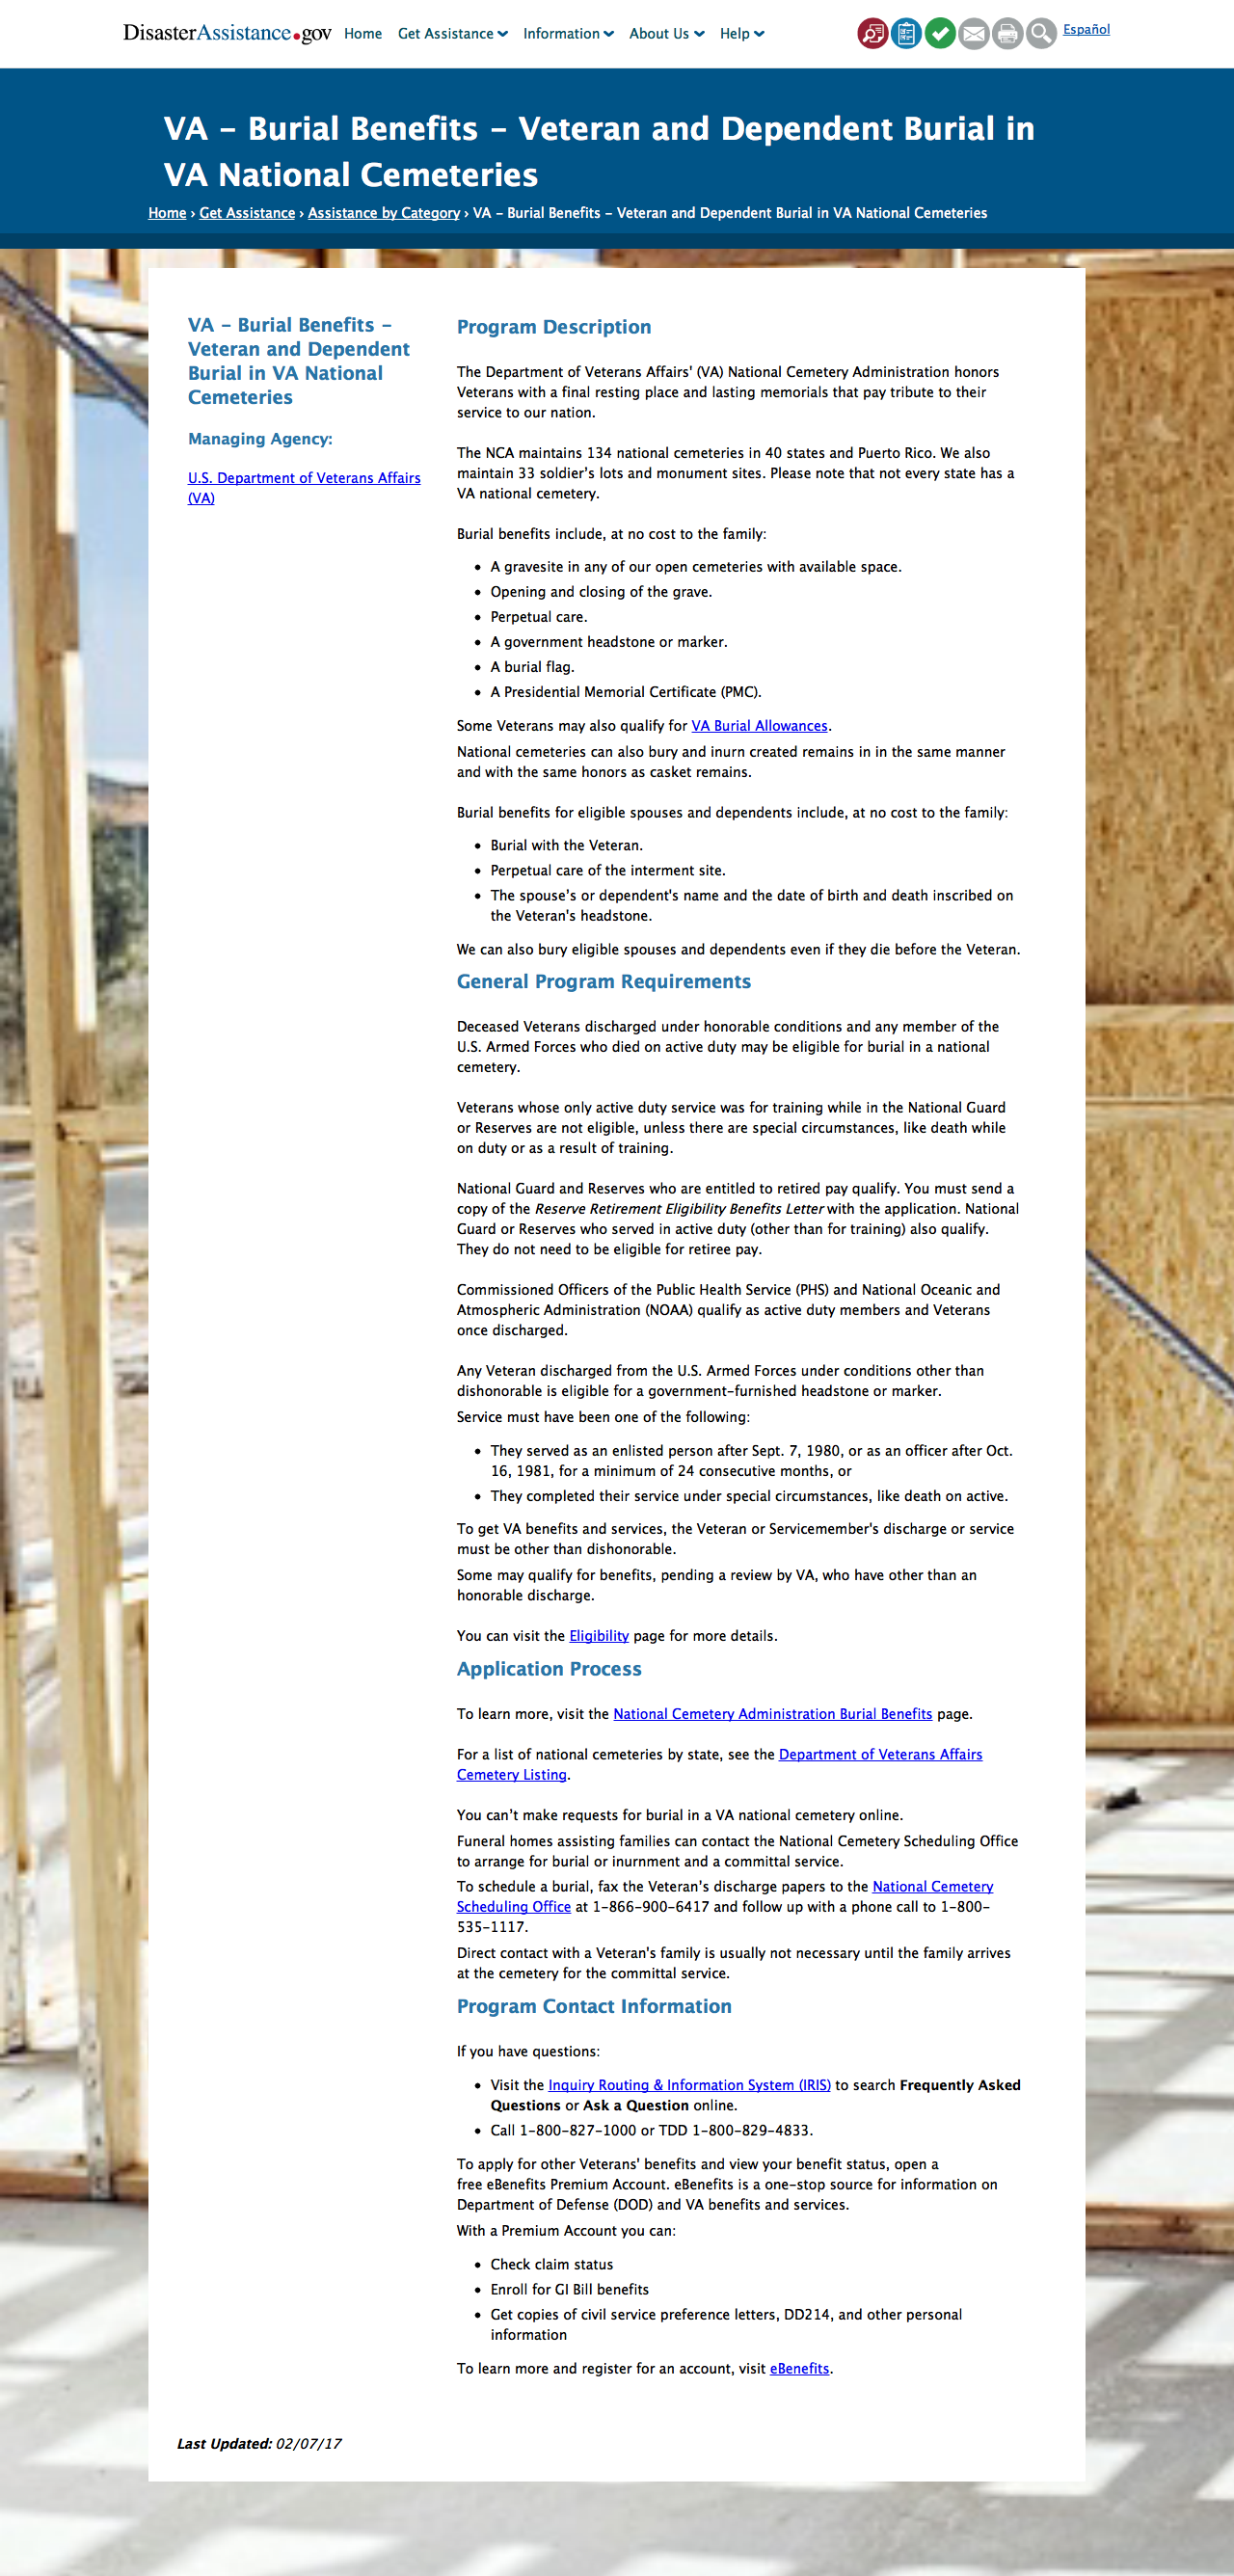 DisasterAssistance.gov Home Get Assistance Information About Us Help Español
VA - Burial Benefits - Veteran and Dependent Burial in
VA National Cemeteries
Home › Get Assistance › Assistance by Category › VA - Burial Benefits - Veteran and Dependent Burial in VA National Cemeteries
VA - Burial Benefits -
Veteran and Dependent
Burial in VA National
Cemeteries
Managing Agency:
U.S. Department of Veterans Affairs
(VA)
Program Description
The Department of Veterans Affairs' (VA) National Cemetery Administration honors
Veterans with a final resting place and lasting memorials that pay tribute to their
service to our nation.
The NCA maintains 134 national cemeteries in 40 states and Puerto Rico. We also
maintain 33 soldier's lots and monument sites. Please note that not every state has a
VA national cemetery.
Burial benefits include, at no cost to the family:
• A gravesite in any of our open cemeteries with available space.
• Opening and closing of the grave.
• Perpetual care.
• A government headstone or marker.
• A burial flag.
• A Presidential Memorial Certificate (PMC).
Some Veterans may also qualify for VA Burial Allowances.
National cemeteries can also bury and inurn created remains in in the same manner
and with the same honors as casket remains.
Burial benefits for eligible spouses and dependents include, at no cost to the family:
• Burial with the Veteran.
• Perpetual care of the interment site.
• The spouse's or dependent's name and the date of birth and death inscribed on
the Veteran's headstone.
We can also bury eligible spouses and dependents even if they die before the Veteran.
General Program Requirements
Deceased Veterans discharged under honorable conditions and any member of the
U.S. Armed Forces who died on active duty may be eligible for burial in a national
cemetery.
Veterans whose only active duty service was for training while in the National Guard
or Reserves are not eligible, unless there are special circumstances, like death while
on duty or as a result of training.
National Guard and Reserves who are entitled to retired pay qualify. You must send a
copy of the Reserve Retirement Eligibility Benefits Letter with the application. National
Guard or Reserves who served in active duty (other than for training) also qualify.
They do not need to be eligible for retiree pay.
Commissioned Officers of the Public Health Service (PHS) and National Oceanic and
Atmospheric Administration (NOAA) qualify as active duty members and Veterans
once discharged.
Any Veteran discharged from the U.S. Armed Forces under conditions other than
dishonorable is eligible for a government-furnished headstone or marker.
Service must have been one of the following:
• They served as an enlisted person after Sept. 7, 1980, or as an officer after Oct.
16, 1981, for a minimum of 24 consecutive months, or
• They completed their service under special circumstances, like death on active.
To get VA benefits and services, the Veteran or Servicemember's discharge or service
must be other than dishonorable.
Some may qualify for benefits, pending a review by VA, who have other than an
honorable discharge.
You can visit the Eligibility page for more details.
Application Process
To learn more, visit the National Cemetery Administration Burial Benefits page.
For a list of national cemeteries by state, see the Department of Veterans Affairs
Cemetery Listing.
You can't make requests for burial in a VA national cemetery online.
Funeral homes assisting families can contact the National Cemetery Scheduling Office
to arrange for burial or inurnment and a committal service.
To schedule a burial, fax the Veteran's discharge papers to the National Cemetery
Scheduling Office at 1-866-900-6417 and follow up with a phone call to 1-800-
535-1117.
Direct contact with a Veteran's family is usually not necessary until the family arrives
at the cemetery for the committal service.
Program Contact Information
If you have questions:
• Visit the Inquiry Routing & Information System (IRIS) to search Frequently Asked
Questions or Ask a Question online.
• Call 1-800-827-1000 or TDD 1-800-829-4833.
To apply for other Veterans' benefits and view your benefit status, open a
free eBenefits Premium Account. eBenefits is a one-stop source for information on
Department of Defense (DOD) and VA benefits and services.
With a Premium Account you can:
• Check claim status
• Enroll for GI Bill benefits
• Get copies of civil service preference letters, DD214, and other personal
information
To learn more and register for an account, visit eBenefits.
Last Updated: 02/07/17